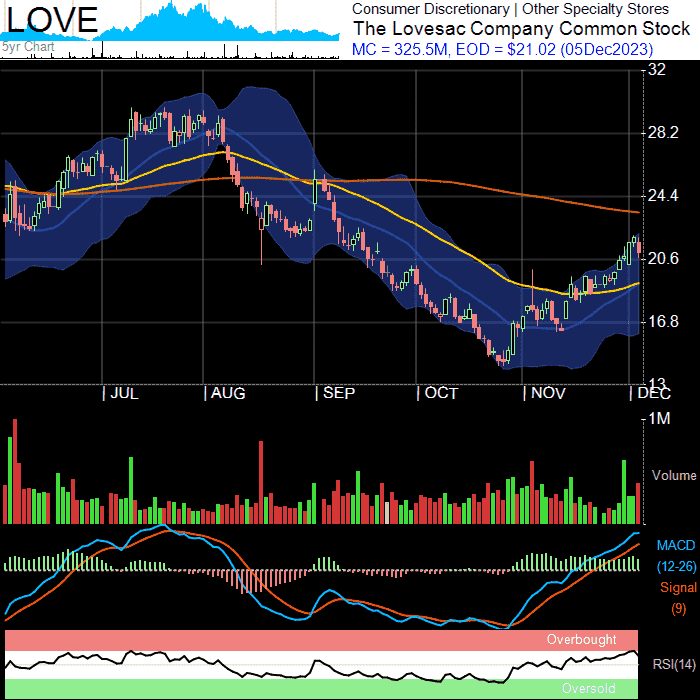 LOVE
5yr Chart
Consumer Discretionary | Other Specialty Stores
The Lovesac Company Common Stock
MC = 325.5M, EOD = $21.02 (05Dec2023)
32
28.2
24.4
20.6
16.8
13
| JUL | AUG | SEP | OCT | NOV | DEC
1M
Volume
MACD
(12-26)
Signal
(9)
Overbought
RSI(14)
Oversold